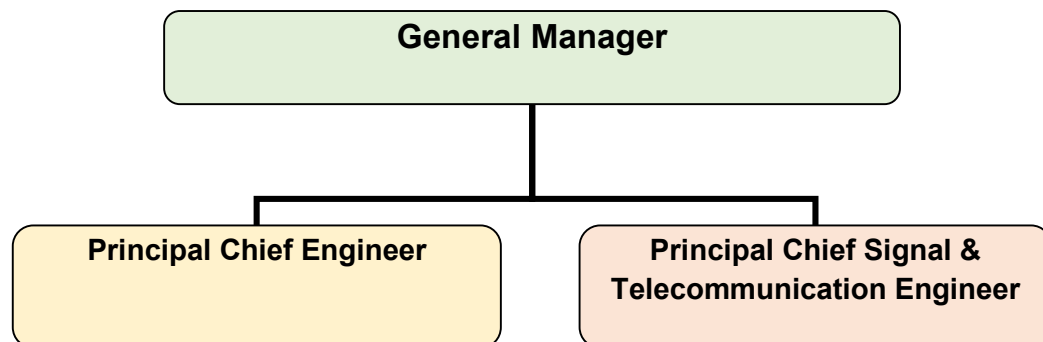 General Manager
Principal Chief Engineer
Principal Chief Signal &
Telecommunication Engineer